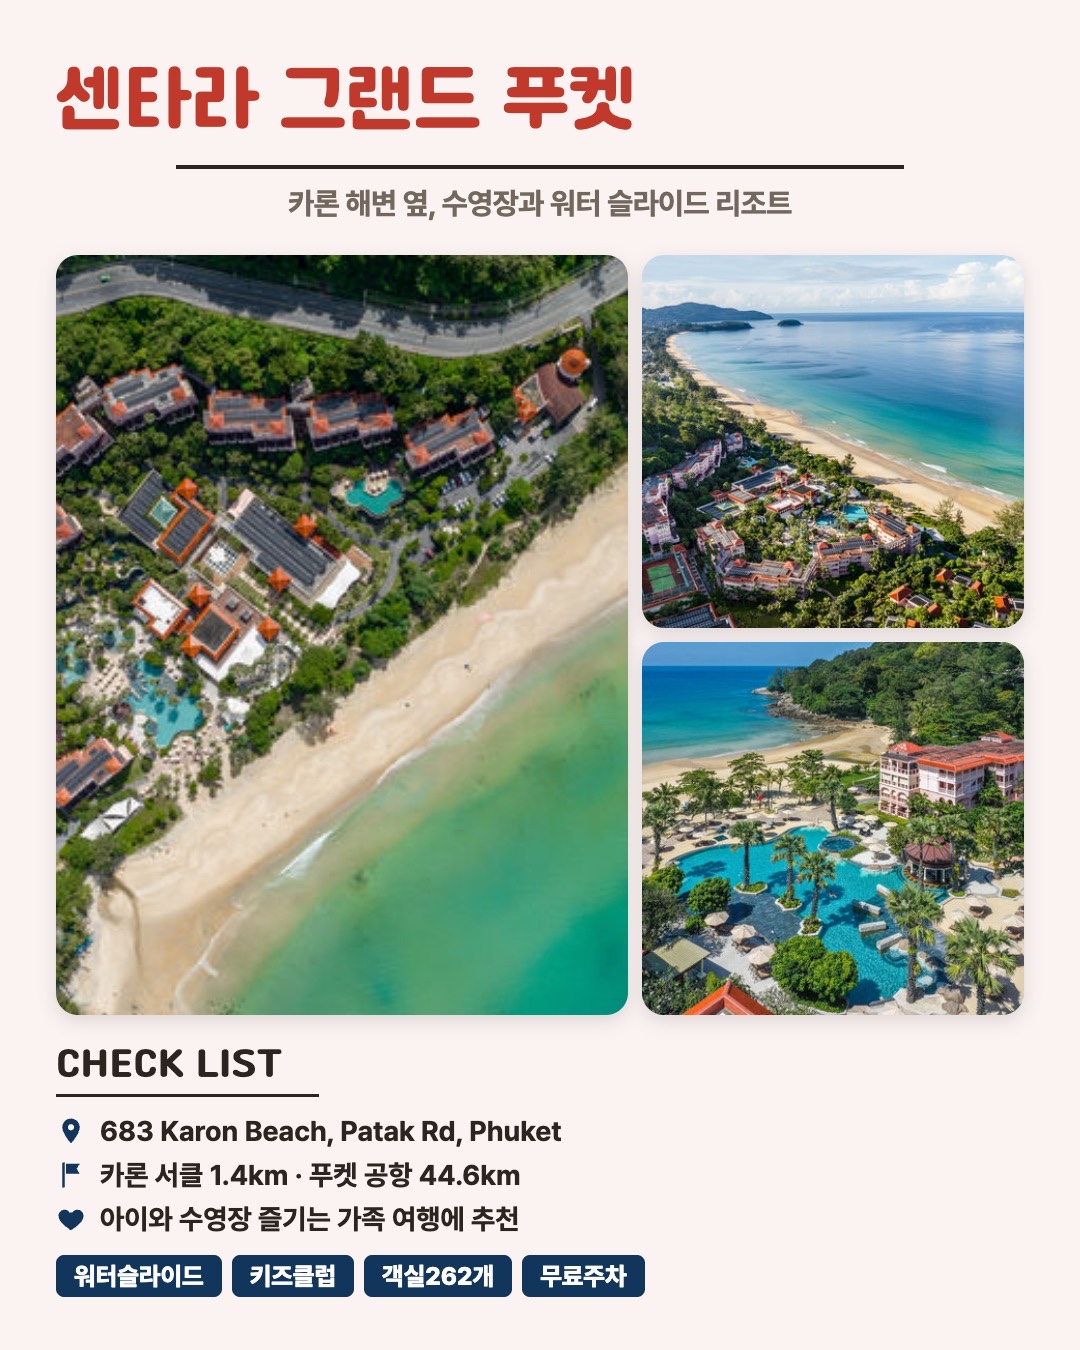 센타라 그랜드 푸켓
카론 해변 옆, 수영장과 워터 슬라이드 리조트
CHECK LIST
683 Karon Beach, Patak Rd, Phuket
카론 서클 1.4km · 푸켓 공항 44.6km
아이와 수영장 즐기는 가족 여행에 추천
워터슬라이드 키즈클럽 객실262개 무료주차